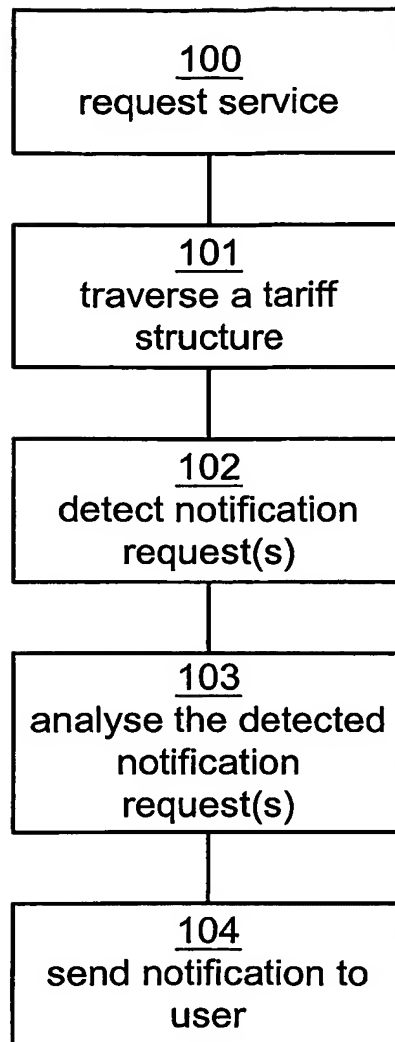 100
request service
101
traverse a tariff
structure
102
detect notification
request(s)
103
analyse the detected
notification
request(s)
104
send notification to
user